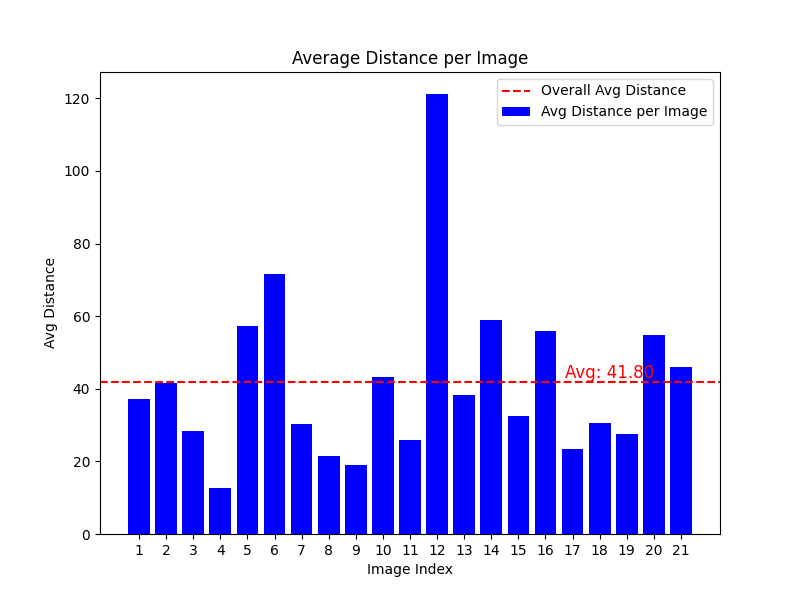 Average Distance per Image
Overall Avg Distance
Avg Distance per Image
120
100
80
60
40
20
0
Avg Distance
Avg: 41.80
1 2 3 4 5 6 7 8 9 10 11 12 13 14 15 16 17 18 19 20 21
Image Index